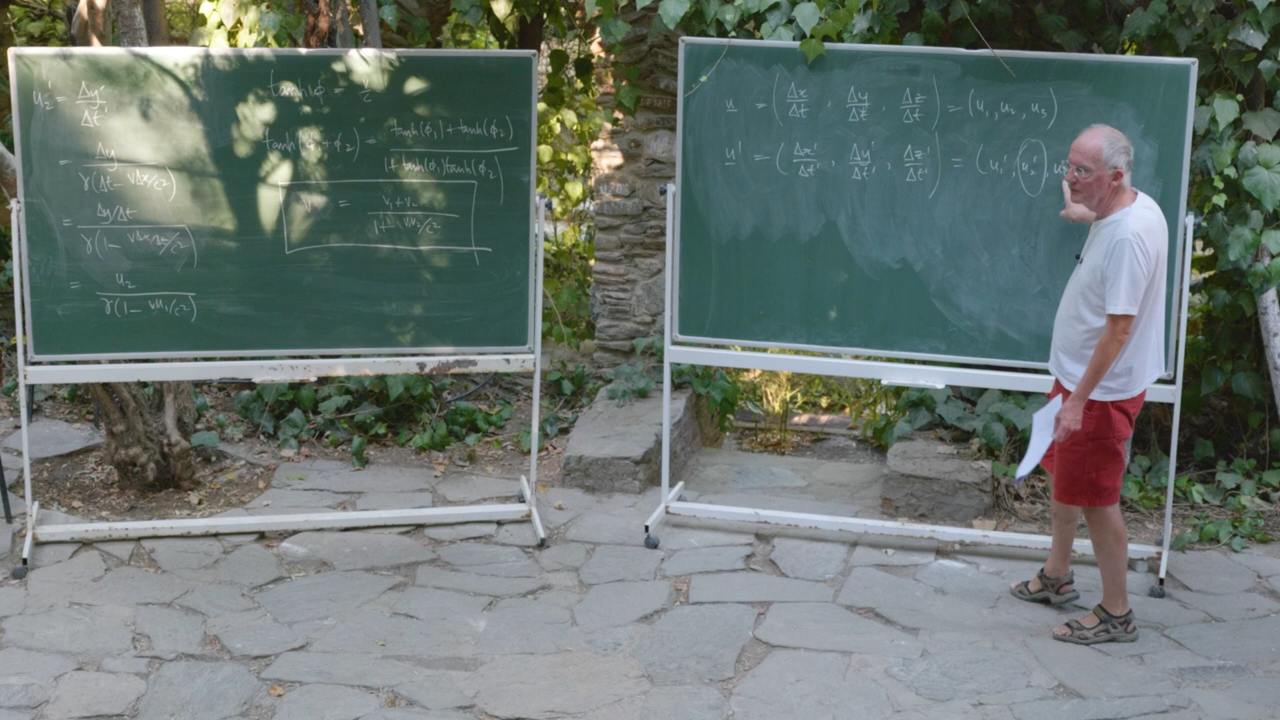 u₂' = Δy'/Δt'
= Δy / γ(Δt - vΔx/c²)
= Δy/Δt / γ(1 - vΔx/Δt/c²)
= u₂ / γ(1 - vu₁/c²)
tanh φ = /c
tanh(φ₁+φ₂) = tanh(φ₁)+tanh(φ₂) / 1+tanh(φ₁)tanh(φ₂)
= v₁+v₂ / 1+v₁v₂/c²
u = (Δx/Δt, Δy/Δt, Δz/Δt) = (u₁, u₂, u₃)
u' = (Δx'/Δt', Δy'/Δt', Δz'/Δt') = (u₁', u₂',